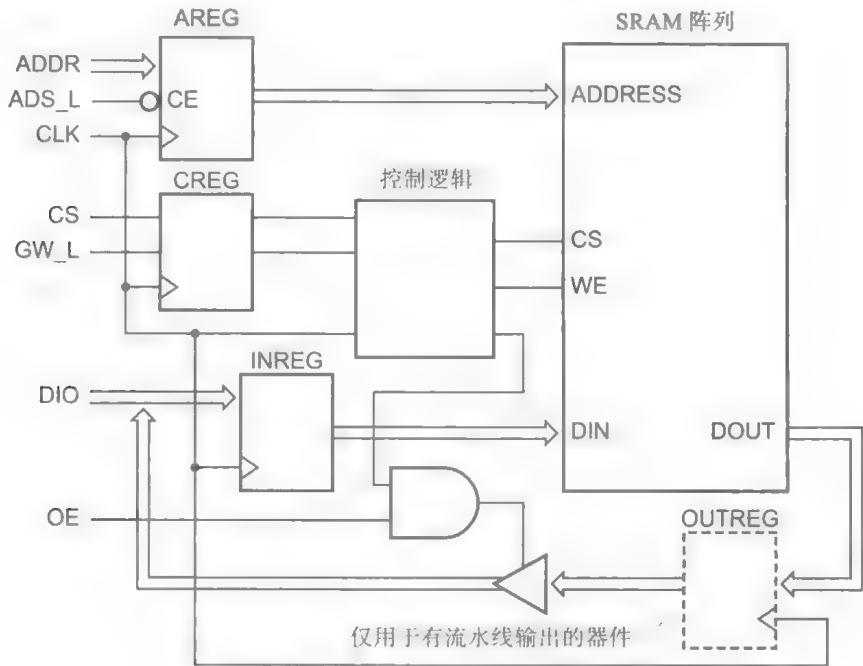 AREG
SRAM 阵列
ADDR
ADS_L
CE
ADDRESS
CLK
CREG
控制逻辑
CS
CS
GW_L
WE
INREG
DIO
DIN
DOUT
OE
OUTREG
仅用于有流水线输出的器件